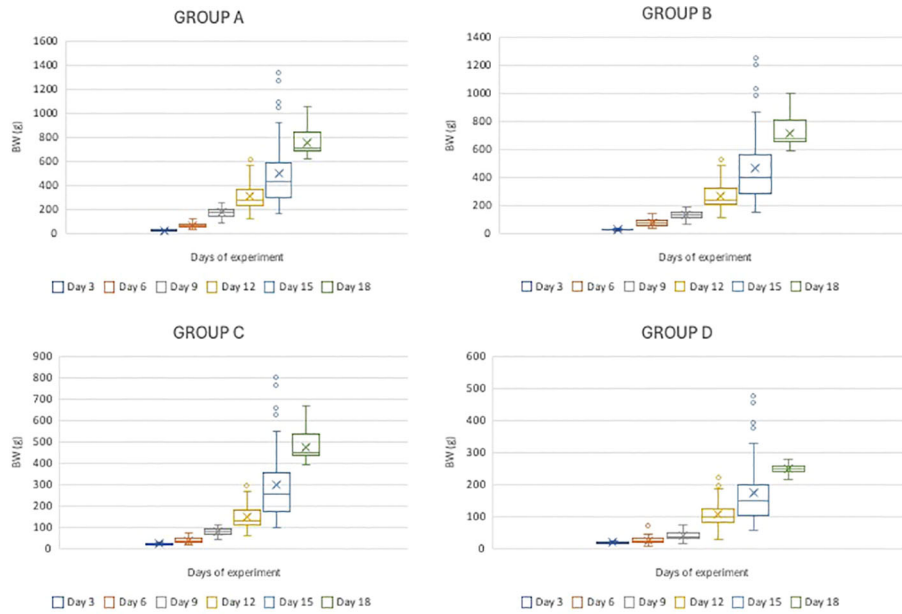 GROUP A
1600
1400
1200
1000
800
600
400
200
0
BW (g)
Days of experiment
Day 3 Day 6 Day 9 Day 12 Day 15 Day 18
GROUP B
1400
1200
1000
800
600
400
200
0
BW (g)
Days of experiment
Day 3 Day 6 Day 9 Day 12 Day 15 Day 18
GROUP C
900
800
700
600
500
400
300
200
100
0
BW (g)
Days of experiment
Day 3 Day 6 Day 9 Day 12 Day 15 Day 18
GROUP D
600
500
400
300
200
100
0
BW (g)
Days of experiment
Day 3 Day 6 Day 9 Day 12 Day 15 Day 18